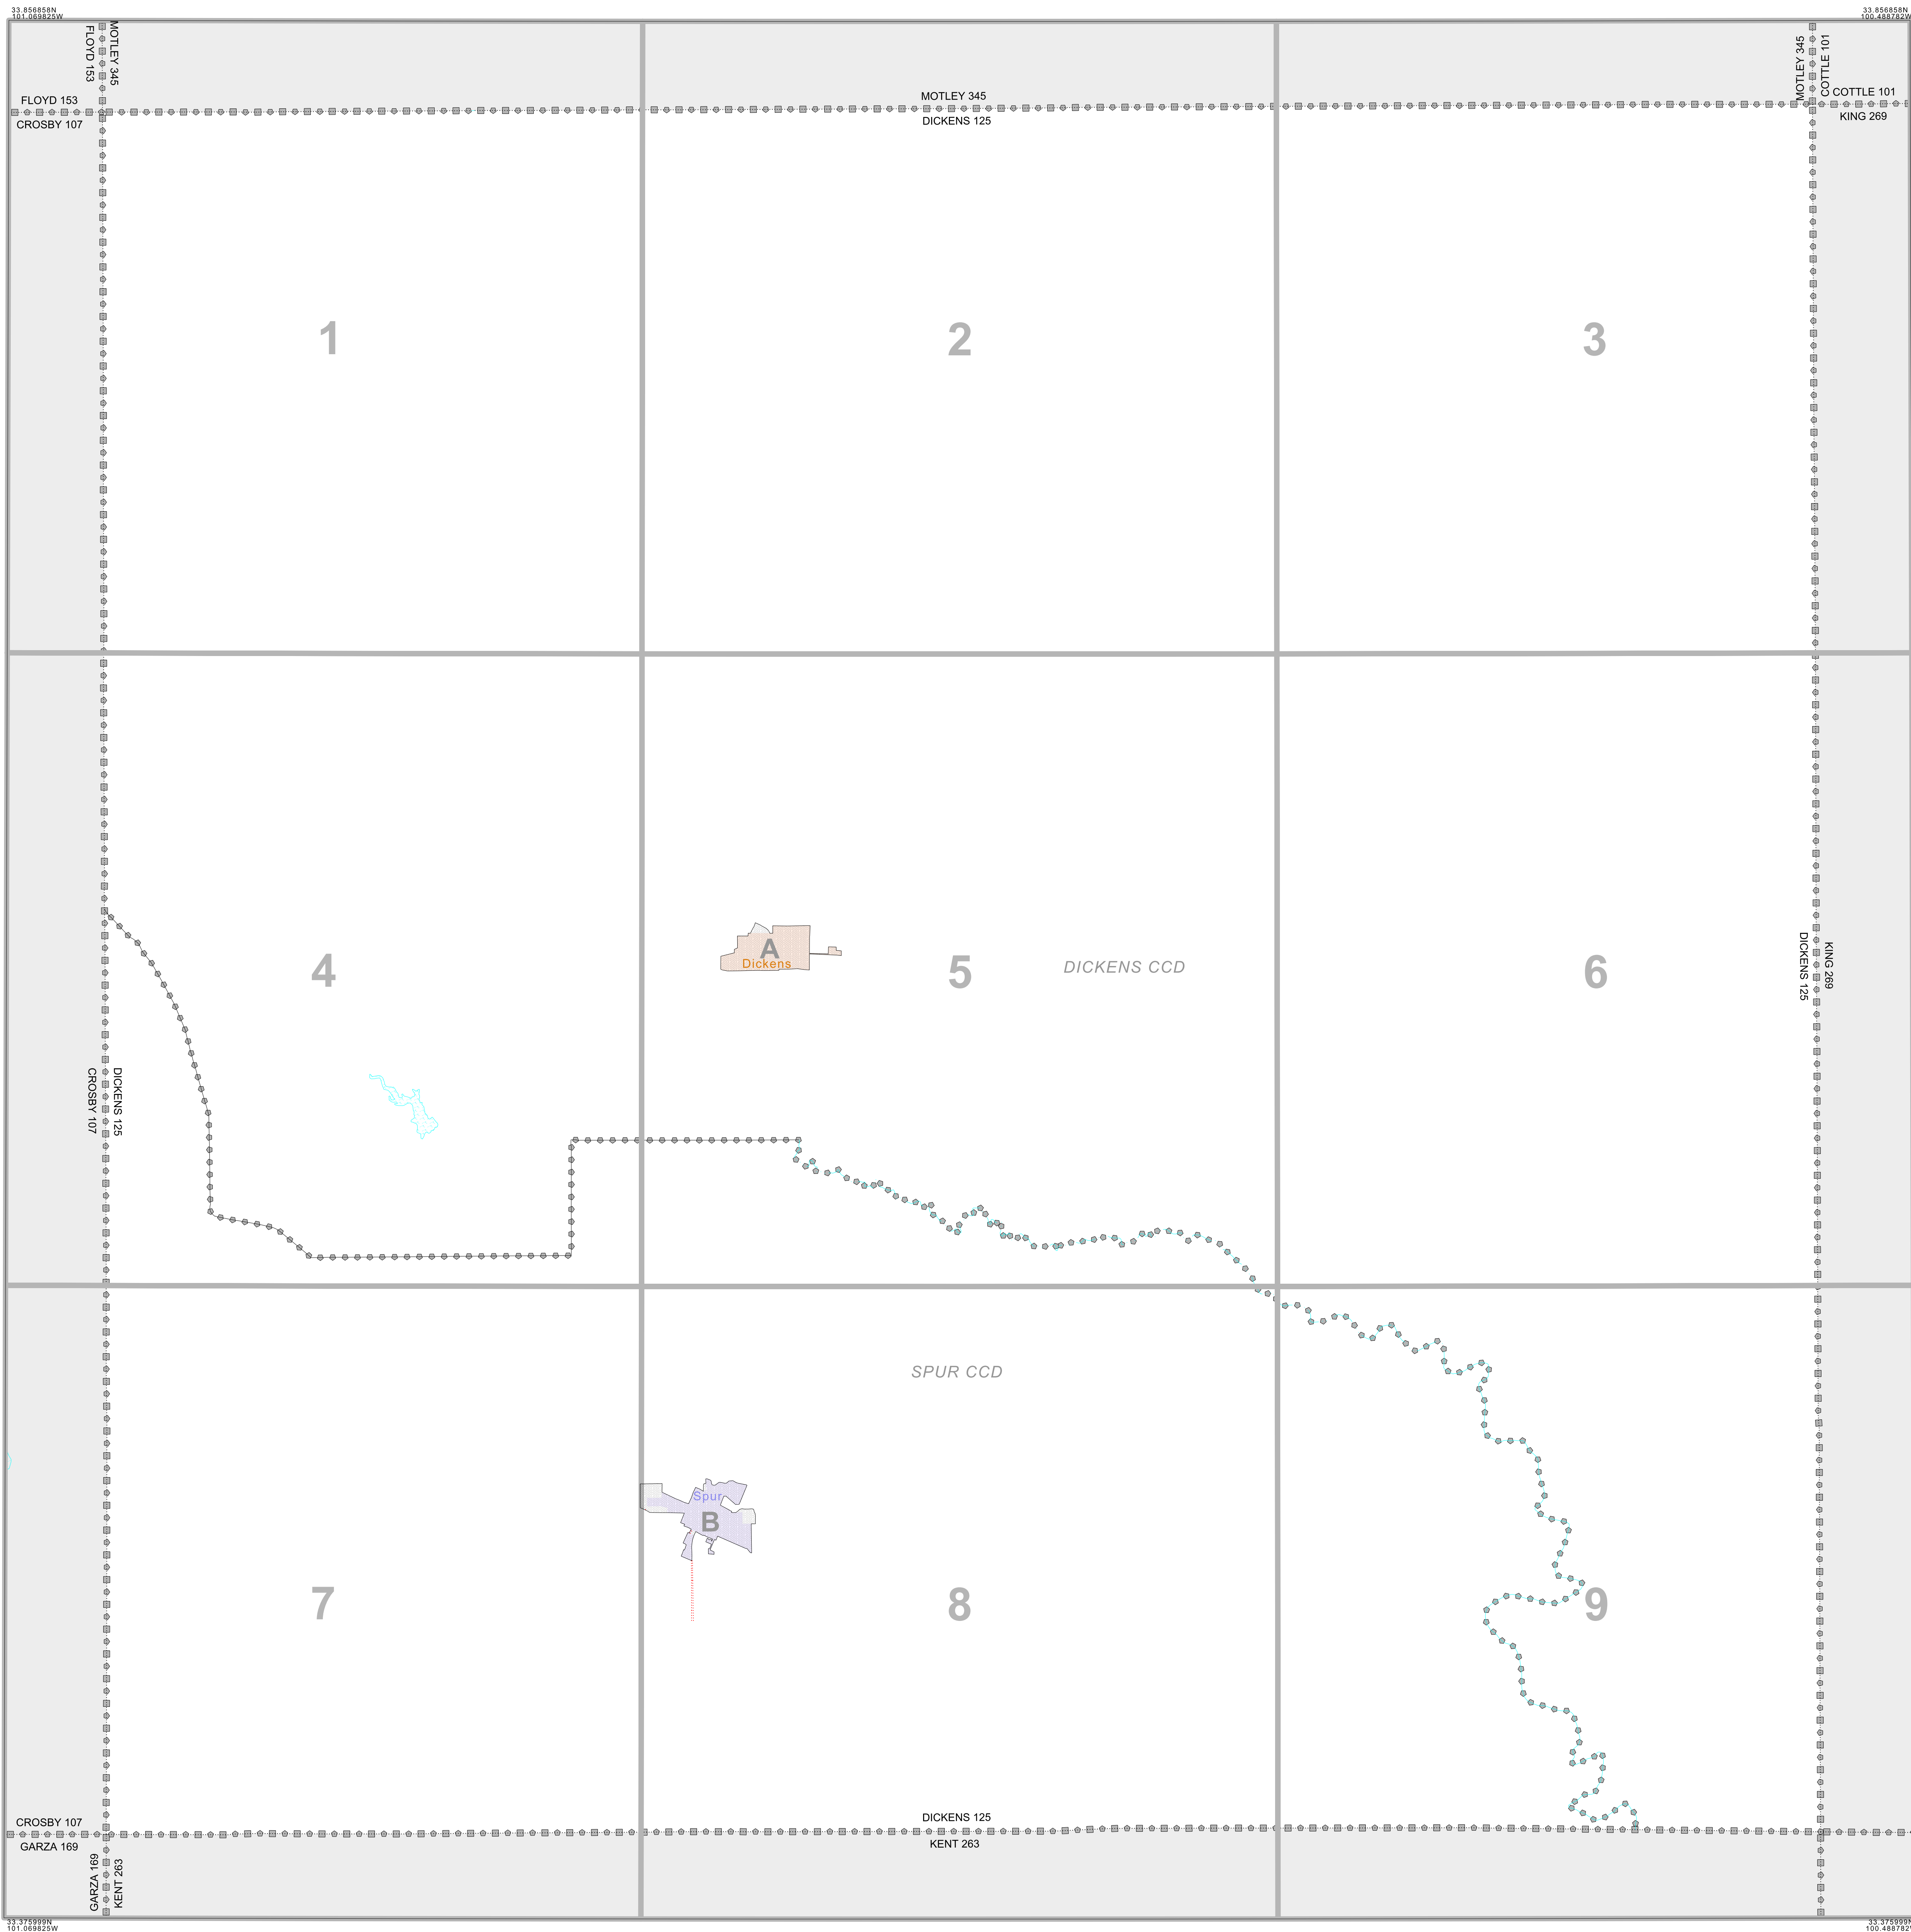 33.856858N
101.069825W
33.856858N
100.488782W
FLOYD 153
MOTLEY 345
MOTLEY 345
COTTLE 101
FLOYD 153
CROSBY 107
MOTLEY 345
DICKENS 125
COTTLE 101
KING 269
1
2
3
A
Dickens
4
5
DICKENS CCD
6
DICKENS 125
KING 269
CROSBY 107
DICKENS 125
SPUR CCD
Spur
B
7
8
9
CROSBY 107
GARZA 169
DICKENS 125
KENT 263
GARZA 169
KENT 263
33.375999N
101.069825W
33.375999N
100.488782W